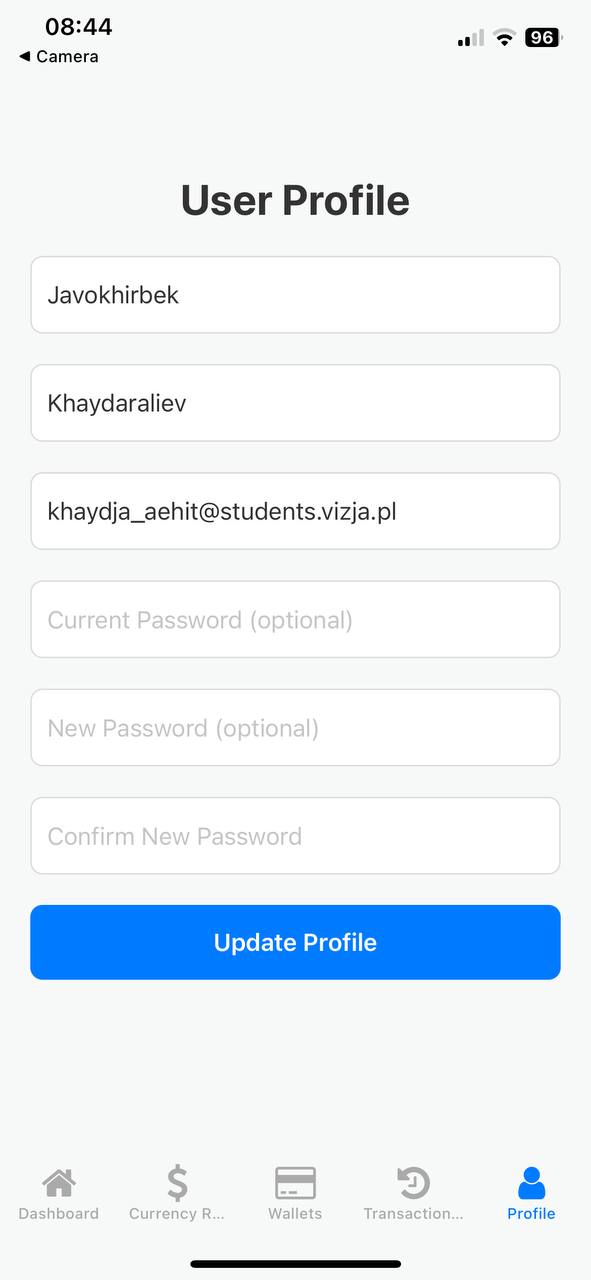 08:44
◀ Camera
96
User Profile
Javokhirbek
Khaydaraliev
khaydja_aehit@students.vizja.pl
Current Password (optional)
New Password (optional)
Confirm New Password
Update Profile
Dashboard
Currency R...
Wallets
Transaction...
Profile